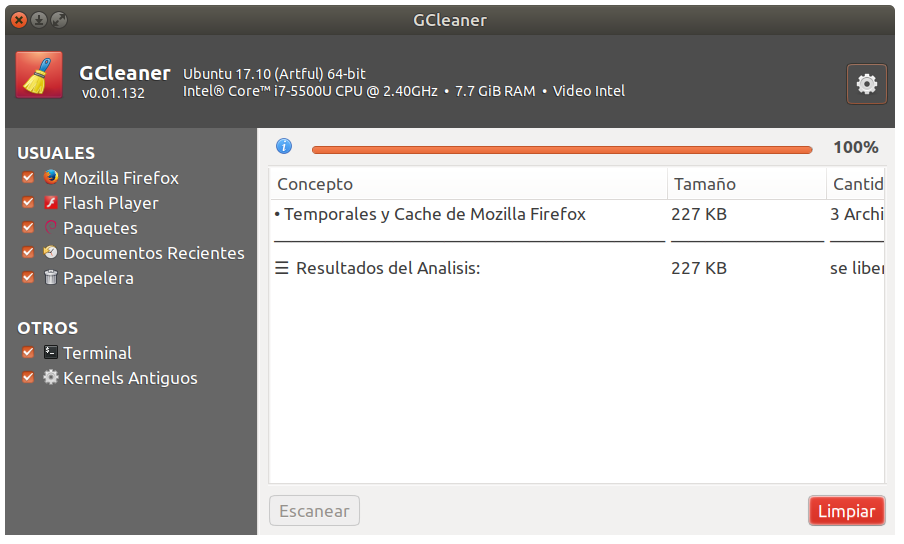 GCleaner
GCleaner
v0.01.132
Ubuntu 17.10 (Artful) 64-bit
Intel® Core™ i7-5500U CPU @ 2.40GHz • 7.7 GiB RAM • Video Intel
USUALES
Mozilla Firefox
Flash Player
Paquetes
Documentos Recientes
Papelera
OTROS
Terminal
Kernels Antiguos
100%
Concepto Tamaño Cantid
• Temporales y Cache de Mozilla Firefox 227 KB 3 Archi
☰ Resultados del Analisis: 227 KB se liber
Escanear Limpiar